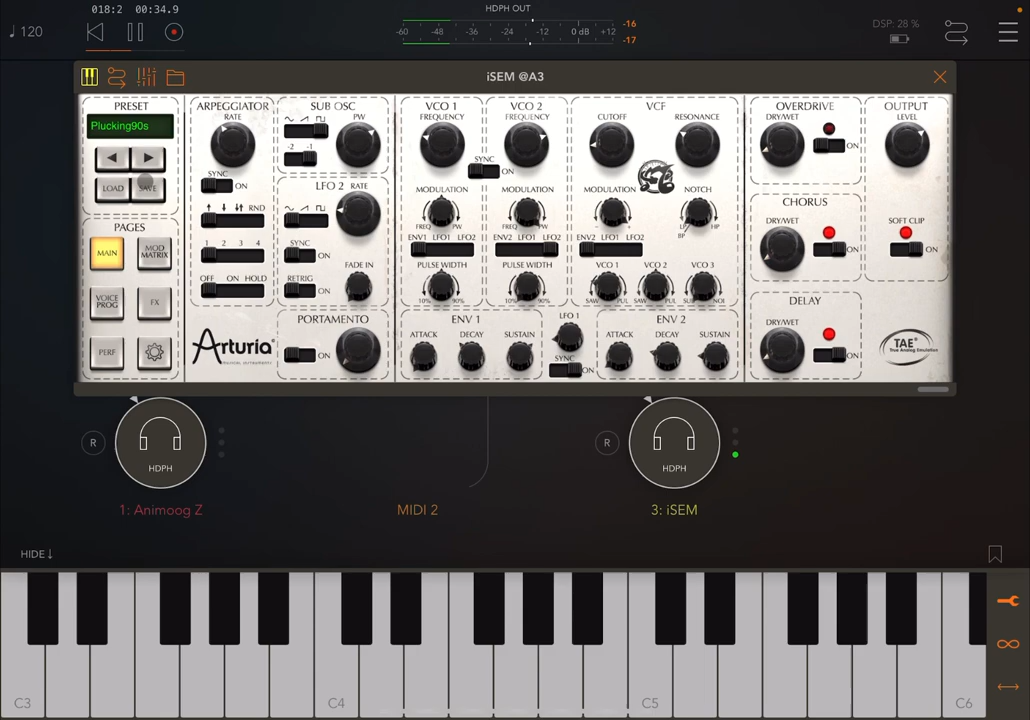 HDPH OUT
018:2 00:34.9
♩ 120
-60 -48 -36 -24 -12 0 dB +12
-16
-17
DSP: 28 %
iSEM @A3
PRESET
Plucking90s
LOAD SAVE
PAGES
MAIN
MOD MATRIX
VOICE PROG
FX
PERF
ARPEGGIATOR
RATE
SYNC
ON
RND
1 2 3 4
OFF ON HOLD
Arturia
MUSICAL INSTRUMENTS
SUB OSC
PW
-2 -1
LFO 2 RATE
SYNC
ON
FADE IN
RETRIG
ON
PORTAMENTO
ON
VCO 1
FREQUENCY
MODULATION
FREQ PW
ENV1 LFO1 LFO2
PULSE WIDTH
10% 90%
SYNC
ON
VCO 2
FREQUENCY
MODULATION
FREQ PW
ENV2 LFO1 LFO2
PULSE WIDTH
10% 90%
VCF
CUTOFF RESONANCE
MODULATION NOTCH
- +
LP HP
BP
ENV2 LFO1 LFO2
VCO 1 VCO 2 VCO 3
SAW PUL SAW PUL SUB NOI
ENV 1
ATTACK DECAY SUSTAIN
LFO 1
SYNC
ON
ENV 2
ATTACK DECAY SUSTAIN
OVERDRIVE
DRY/WET
ON
CHORUS
DRY/WET
ON
DELAY
DRY/WET
ON
OUTPUT
LEVEL
SOFT CLIP
ON
TAE®
True Analog Emulation
R
HDPH
R
HDPH
1: Animoog Z
MIDI 2
3: iSEM
HIDE↓
C3
C4
C5
C6